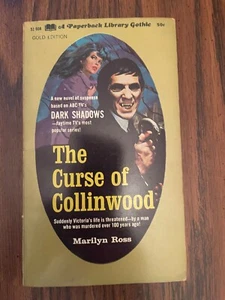 A Paperback Library Gothic
GOLD EDITION
A new novel of suspense
based on ABC TV's
DARK SHADOWS
—daytime TV's most
popular series!
The
Curse of
Collinwood
Suddenly Victoria's life is threatened—by a man
who was murdered over 100 years ago!
Marilyn Ross